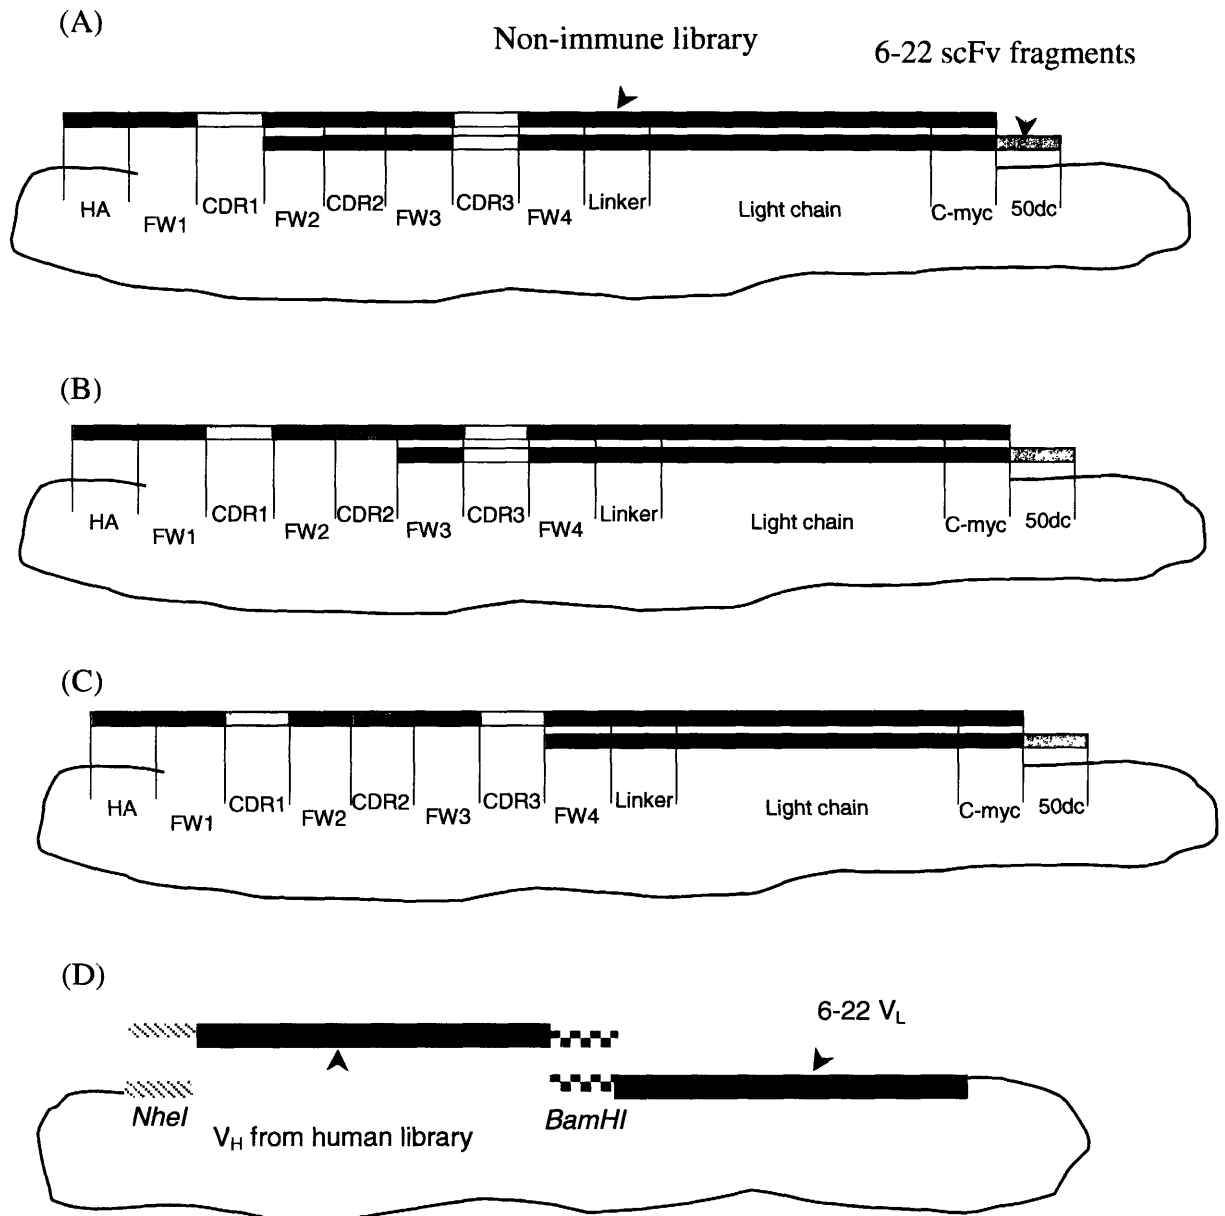 (A)
Non-immune library
6-22 scFv fragments
HA
FW1
CDR1
FW2
CDR2
FW3
CDR3
FW4
Linker
Light chain
C-myc
50dc
(B)
HA
FW1
CDR1
FW2
CDR2
FW3
CDR3
FW4
Linker
Light chain
C-myc
50dc
(C)
HA
FW1
CDR1
FW2
CDR2
FW3
CDR3
FW4
Linker
Light chain
C-myc
50dc
(D)
6-22 VL
NheI
BamHI
VH from human library